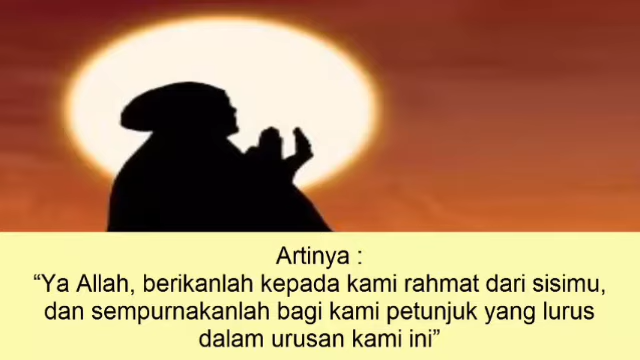 Artinya :
“Ya Allah, berikanlah kepada kami rahmat dari sisimu,
dan sempurnakanlah bagi kami petunjuk yang lurus
dalam urusan kami ini”